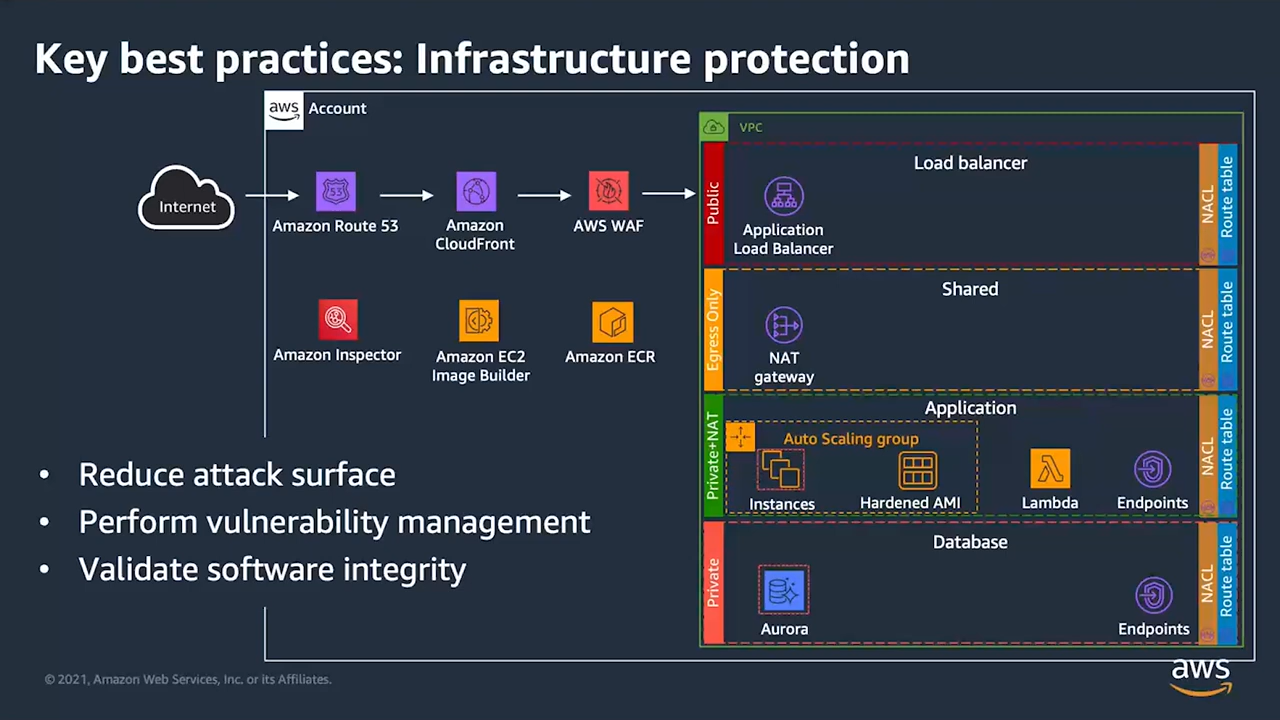 Key best practices: Infrastructure protection
aws
Account
Internet
Amazon Route 53
Amazon
CloudFront
AWS WAF
Amazon Inspector
Amazon EC2
Image Builder
Amazon ECR
• Reduce attack surface
• Perform vulnerability management
• Validate software integrity
VPC
Public
Load balancer
Application
Load Balancer
NACL
Route table
Egress Only
Shared
NAT
gateway
NACL
Route table
Private+NAT
Application
Auto Scaling group
Instances
Hardened AMI
Lambda
Endpoints
NACL
Route table
Private
Database
Aurora
Endpoints
NACL
Route table
© 2021, Amazon Web Services, Inc. or its Affiliates.
aws